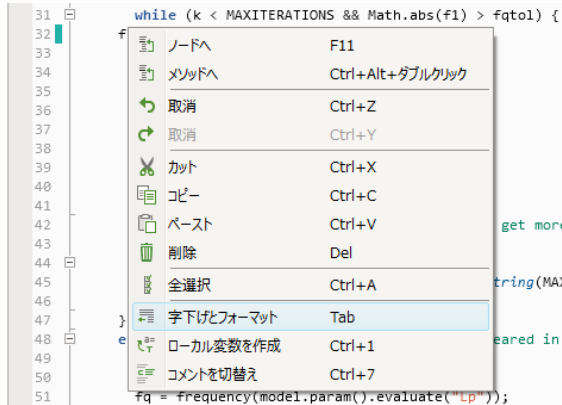 31 while (k < MAXITERATIONS && Math.abs(f1) > fqtol) {
32 f
33 ノードへ F11
34 メソッドへ Ctrl+Alt+ダブルクリック
35
36 取消 Ctrl+Z
37
38 取消 Ctrl+Y
39 カット Ctrl+X
40 コピー Ctrl+C
41
42 ペースト Ctrl+V get more
43 削除 Del
44
45 全選択 Ctrl+A tring(MAX
46
47 } 字下げとフォーマット Tab
48 e ローカル変数を作成 Ctrl+1 eared in
49
50 コメントを切替え Ctrl+7
51 fq = frequency(model.param().evaluate("Lp"));